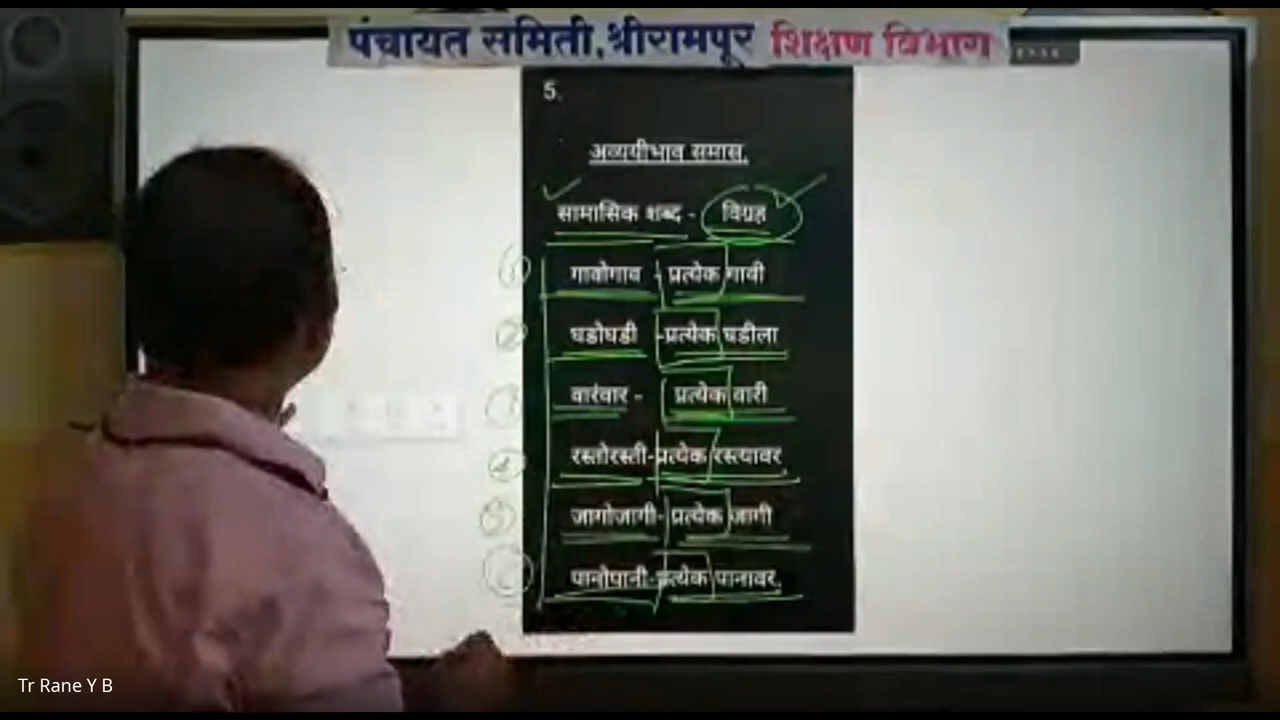 पंचायत समिती,श्रीरामपूर शिक्षण विभाग
5.
अव्ययीभाव समास.
सामासिक शब्द - विग्रह
गावोगाव - प्रत्येक गावी
घडोघडी -प्रत्येक घडीला
वारंवार - प्रत्येक वारी
रस्तोरस्ती-प्रत्येक रस्त्यावर
जागोजागी- प्रत्येक जागी
पानोपानी-प्रत्येक पानावर.
Tr Rane Y B